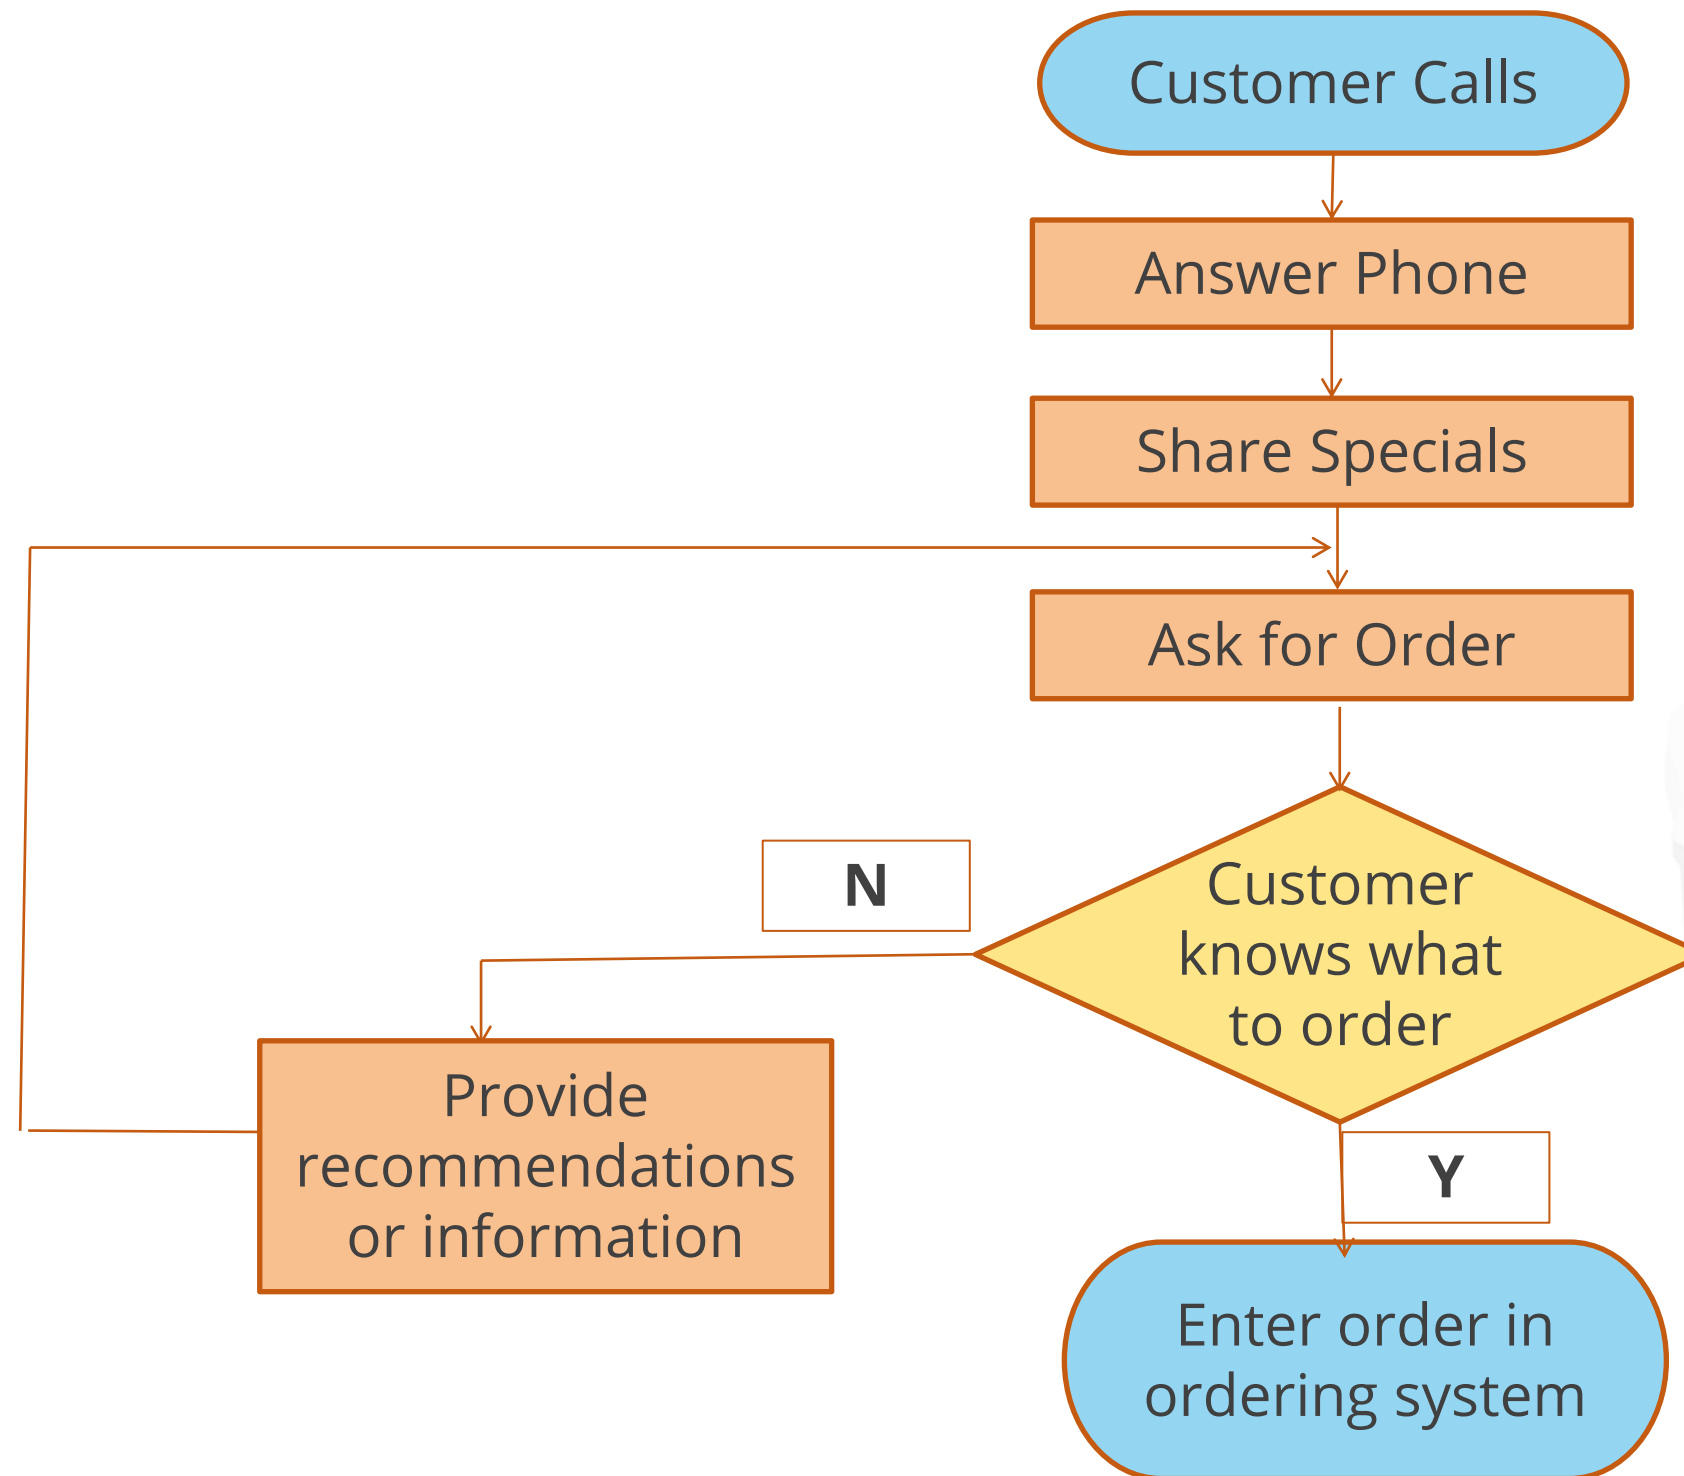 Customer Calls
Answer Phone
Share Specials
Ask for Order
Customer
knows what
to order
N
Provide
recommendations
or information
Y
Enter order in
ordering system